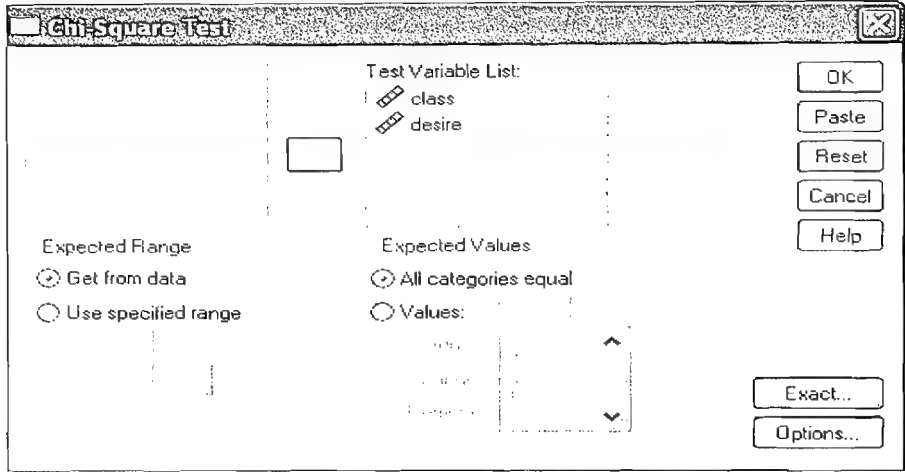 Chi-Square Test
Test Variable List:
class
desire
OK
Paste
Reset
Cancel
Help
Expected Range
Get from data
Use specified range
Expected Values
All categories equal
Values:
Exact...
Options...